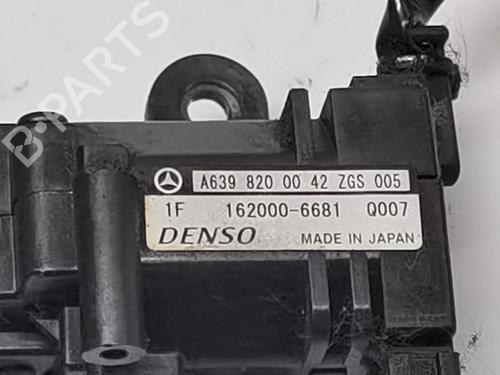 B-PARTS
A639 820 00 42 ZGS 005
1F 162000-6681 Q007
DENSO MADE IN JAPAN